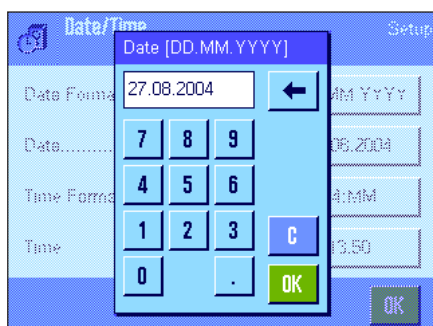 Date/Time
Setup
Date [DD.MM.YYYY]
27.08.2004
Date Forma MM.YYYY
7 8 9
Date......... 08.2004
4 5 6
Time Forma 4:MM
1 2 3 C
Time 13.50
0 . OK
OK